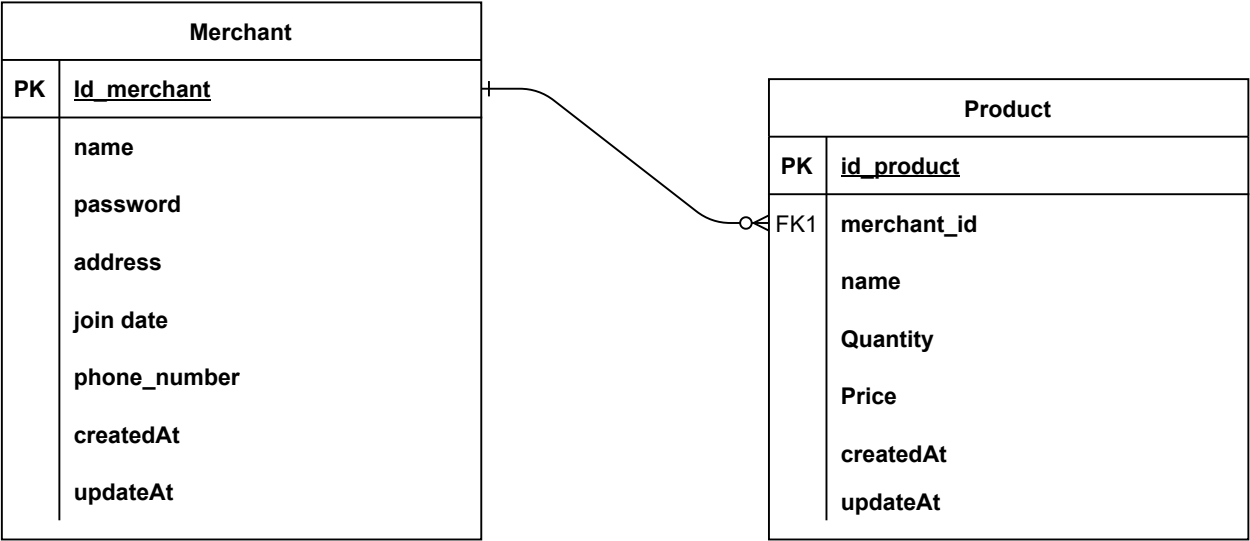 Merchant
PK Id_merchant
name
password
address
join date
phone_number
createdAt
updateAt
Product
PK id_product
FK1 merchant_id
name
Quantity
Price
createdAt
updateAt